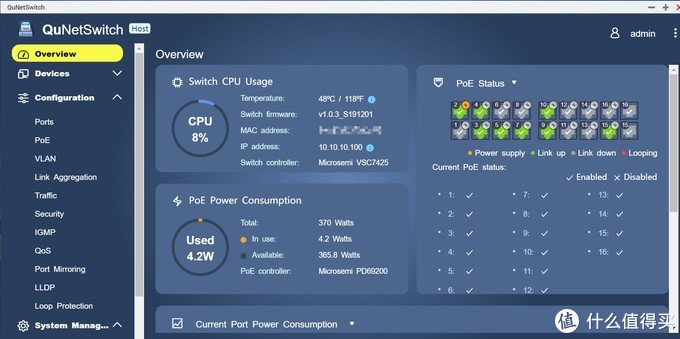 QuNetSwitch
QuNetSwitch Host
admin
Overview
Devices
Configuration
Ports
PoE
VLAN
Link Aggregation
Traffic
Security
IGMP
QoS
Port Mirroring
LLDP
Loop Protection
System Manag...
Overview
Switch CPU Usage
CPU
8%
Temperature: 48ºC / 118ºF
Switch firmware: v1.0.3_S191201
MAC address:
IP address: 10.10.10.100
Switch controller: Microsemi VSC7425
PoE Power Consumption
Used
4.2W
Total: 370 Watts
In use: 4.2 Watts
Available: 365.8 Watts
PoE controller: Microsemi PD69200
PoE Status
2 4 6 8 10 12 14 16 16
1 3 5 7 9 11 13 15 15
Power supply Link up Link down Looping
Current PoE status:
Enabled Disabled
1: 7: 13:
2: 8: 14:
3: 9: 15:
4: 10: 16:
5: 11:
6: 12:
Current Port Power Consumption
值 什么值得买